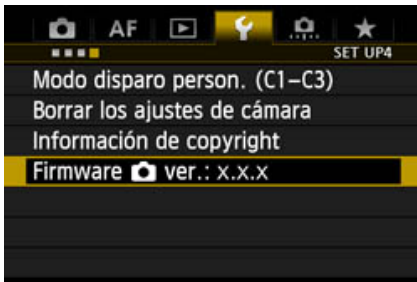 AF
SET UP4
Modo disparo person. (C1–C3)
Borrar los ajustes de cámara
Información de copyright
Firmware ver.: x.x.x